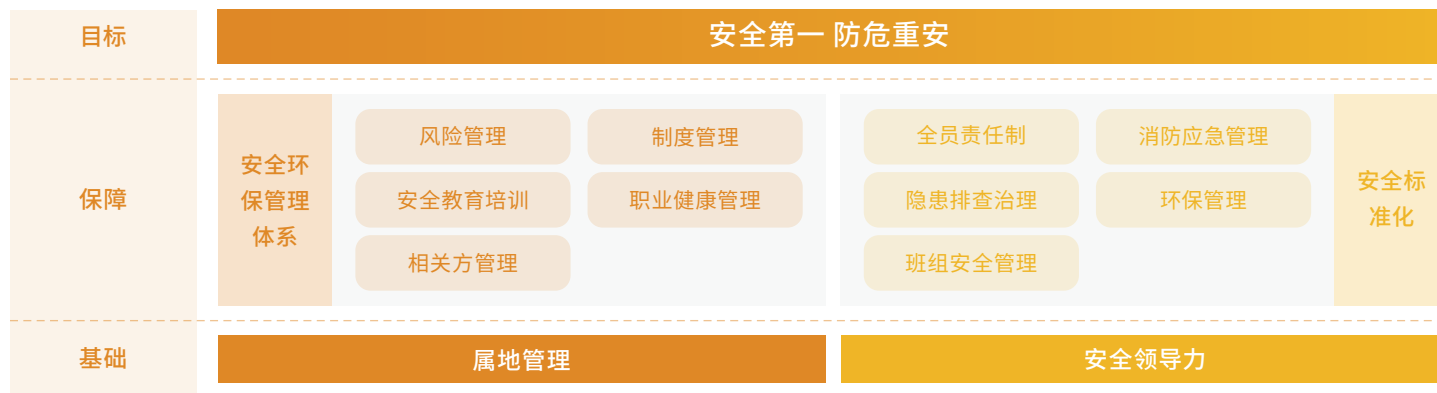 目标
安全第一 防危重安
保障
安全环
保管理
体系
风险管理
制度管理
安全教育培训
职业健康管理
相关方管理
全员责任制
消防应急管理
隐患排查治理
环保管理
班组安全管理
安全标
准化
基础
属地管理
安全领导力